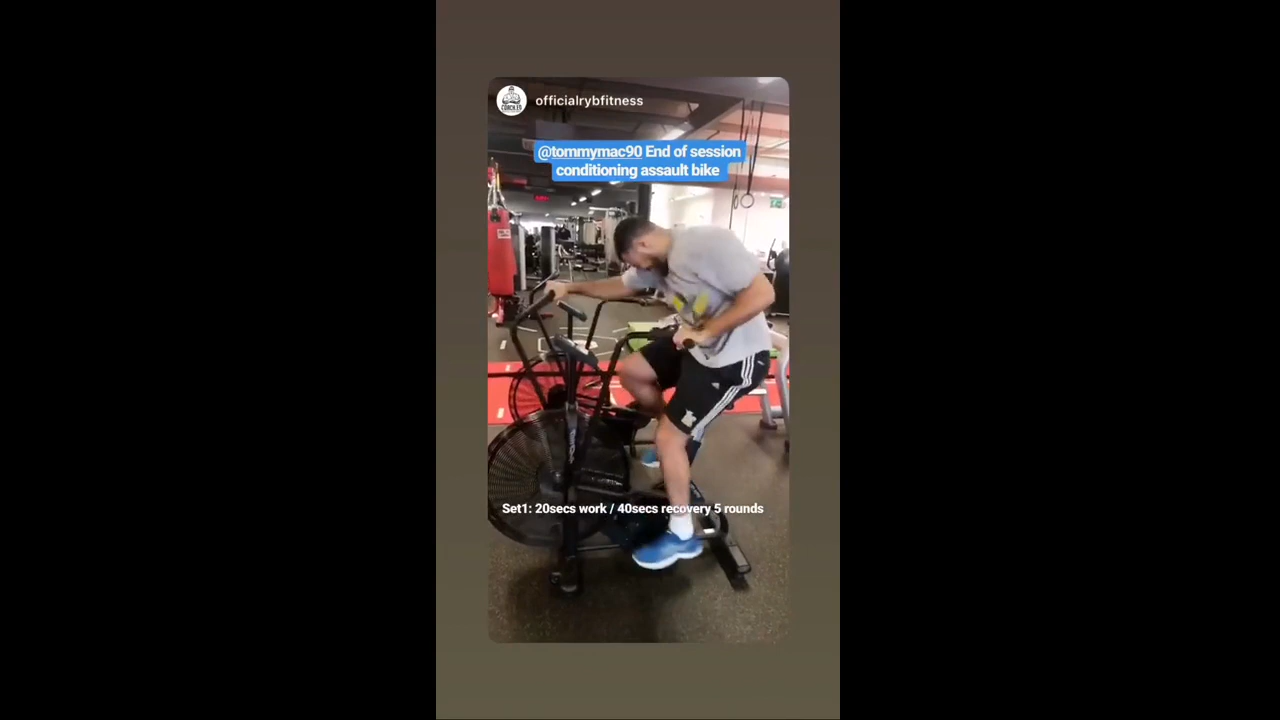 officialrybfitness
@tommymac90 End of session
conditioning assault bike
Set1: 20secs work / 40secs recovery 5 rounds